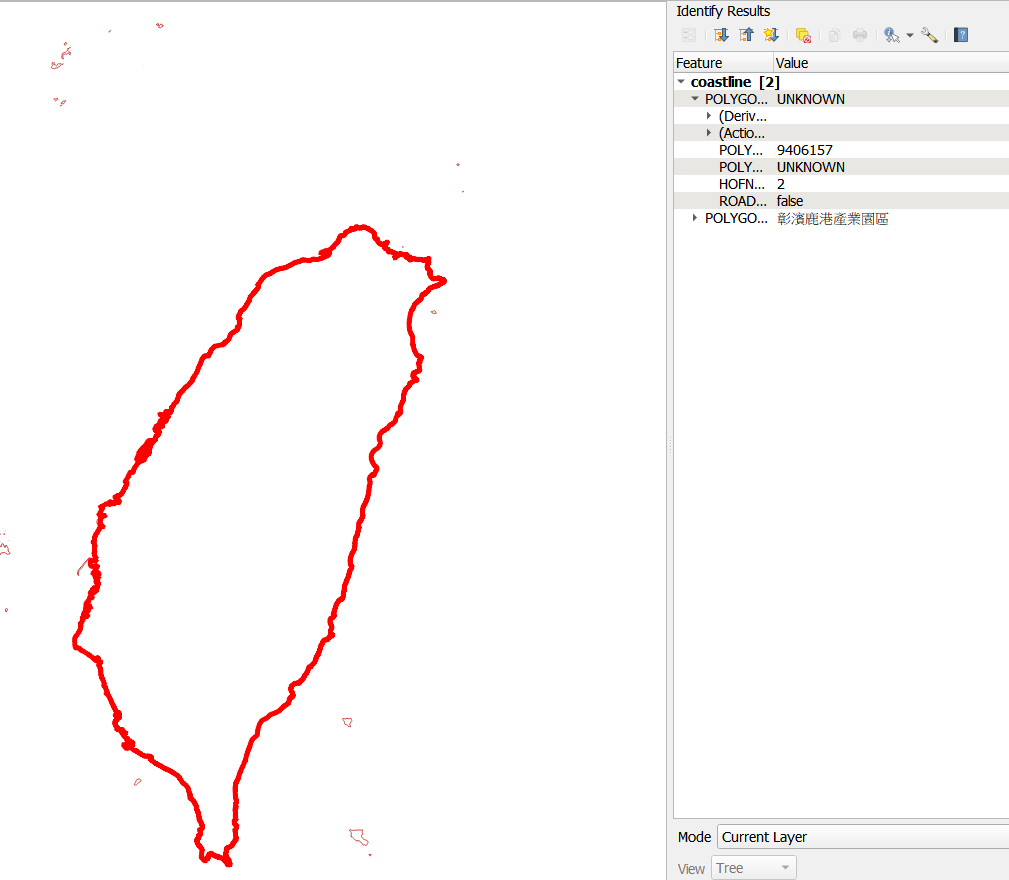 Identify Results
Feature Value
coastline [2]
POLYGO... UNKNOWN
(Deriv...
(Actio...
POLY... 9406157
POLY... UNKNOWN
HOFN... 2
ROAD... false
POLYGO... 彰濱鹿港產業園區
Mode Current Layer
View Tree